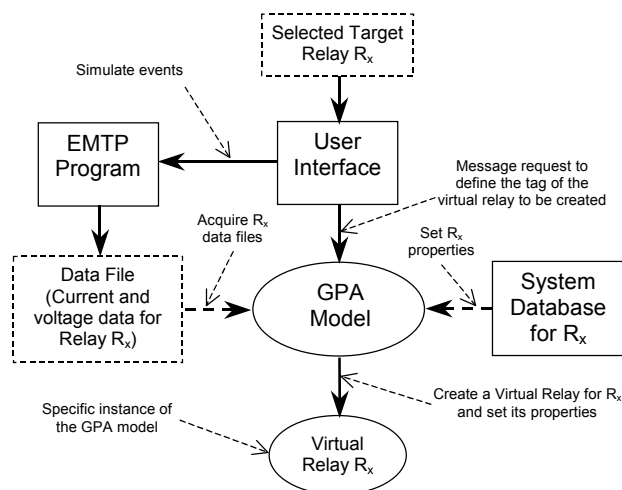 Selected Target
Relay Rx
Simulate events
EMTP
Program
User
Interface
Message request to
define the tag of the
virtual relay to be created
Acquire Rx
data files
Set Rx
properties
Data File
(Current and
voltage data for
Relay Rx)
GPA
Model
System
Database
for Rx
Create a Virtual Relay for Rx
and set its properties
Specific instance of
the GPA model
Virtual
Relay Rx